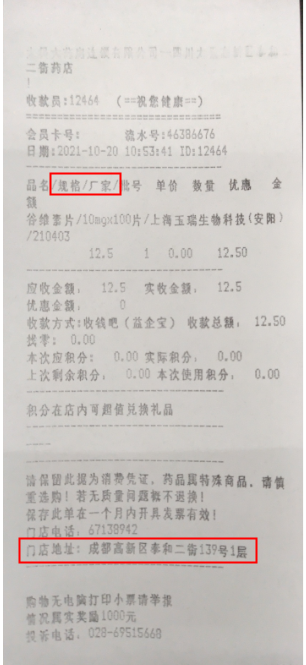 二街药店
1
收款员:12464 (==祝您健康==)
会员卡号: 流水号:46386676
日期:2021-10-20 10:53:41 ID:12464
品名/规格/厂家/批号 单价 数量 优惠 金
额
谷维素片/10mgx100片/上海玉瑞生物科技(安阳)
/210403
12.5 1 0.00 12.50
应收金额: 12.5 实收金额: 12.5
优惠金额: 0
收款方式:收钱吧(蓝企宝) 收款总额: 12.50
找零: 0.00
本次应积分: 0.00 实际积分: 0.00
上次剩余积分: 0.00 本次使用积分: 0.00
积分在店内可超值兑换礼品
请保留此据为消费凭证,药品属特殊商品,请慎
重选购!若无质量问题概不退换!
保存此单在一个月内开具发票有效!
门店电话: 67138942
门店地址: 成都高新区泰和二街139号1层
购物无电脑打印小票请举报
情况属实奖励1000元
投诉电话: 028-69515668